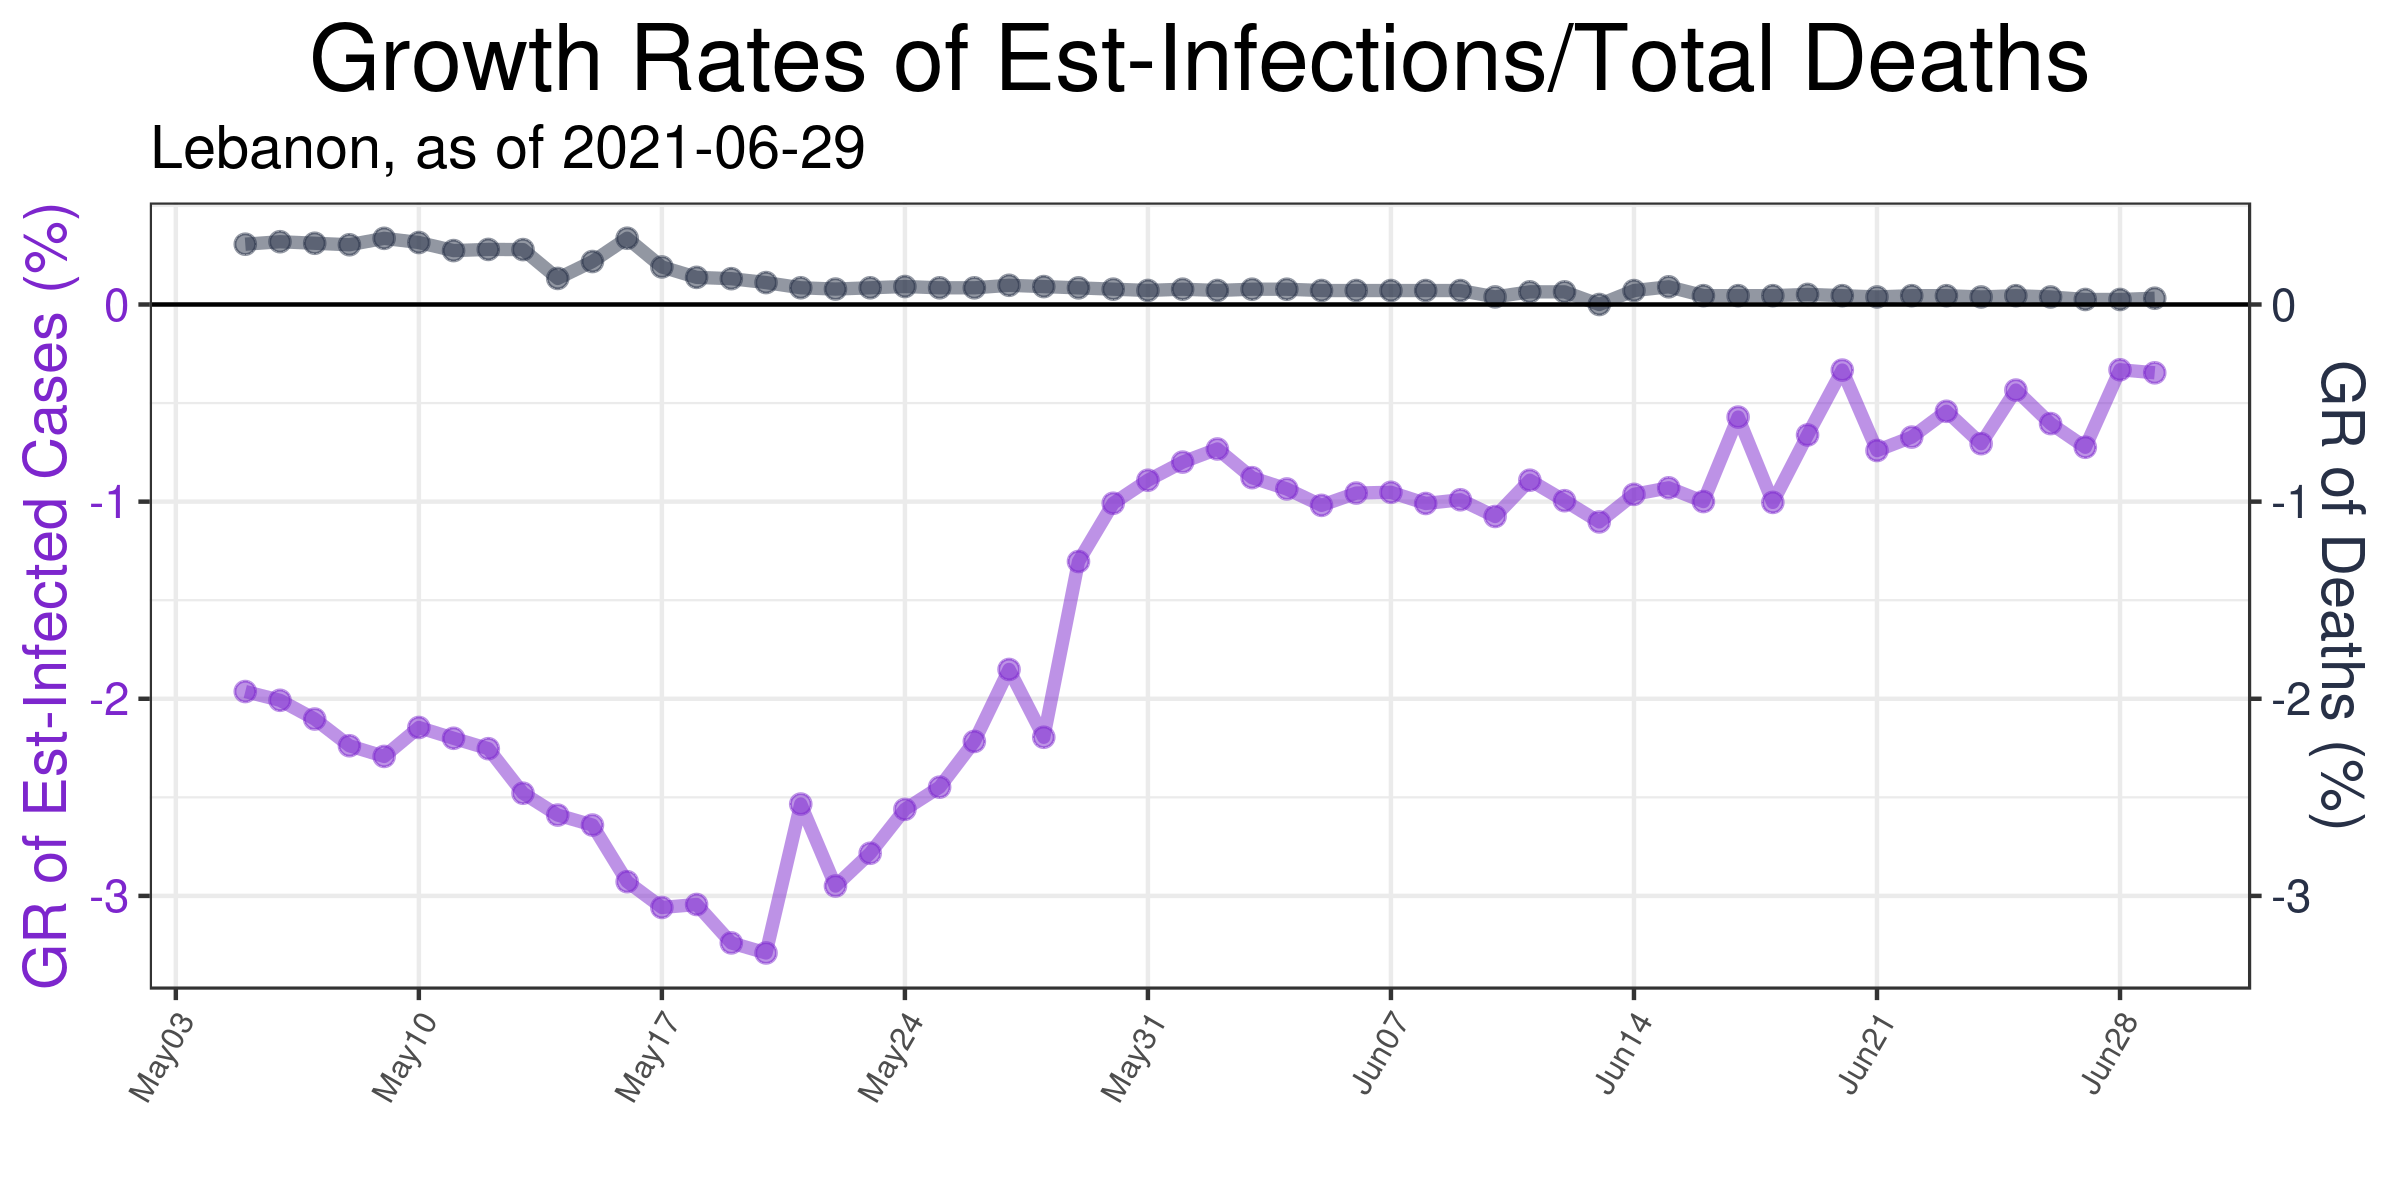 Growth Rates of Est-Infections/Total Deaths
Lebanon, as of 2021-06-29
GR of Est-Infected Cases (%)
0
-1
-2
-3
0
-1
-2
-3
GR of Deaths (%)
May03
May10
May17
May24
May31
Jun07
Jun14
Jun21
Jun28